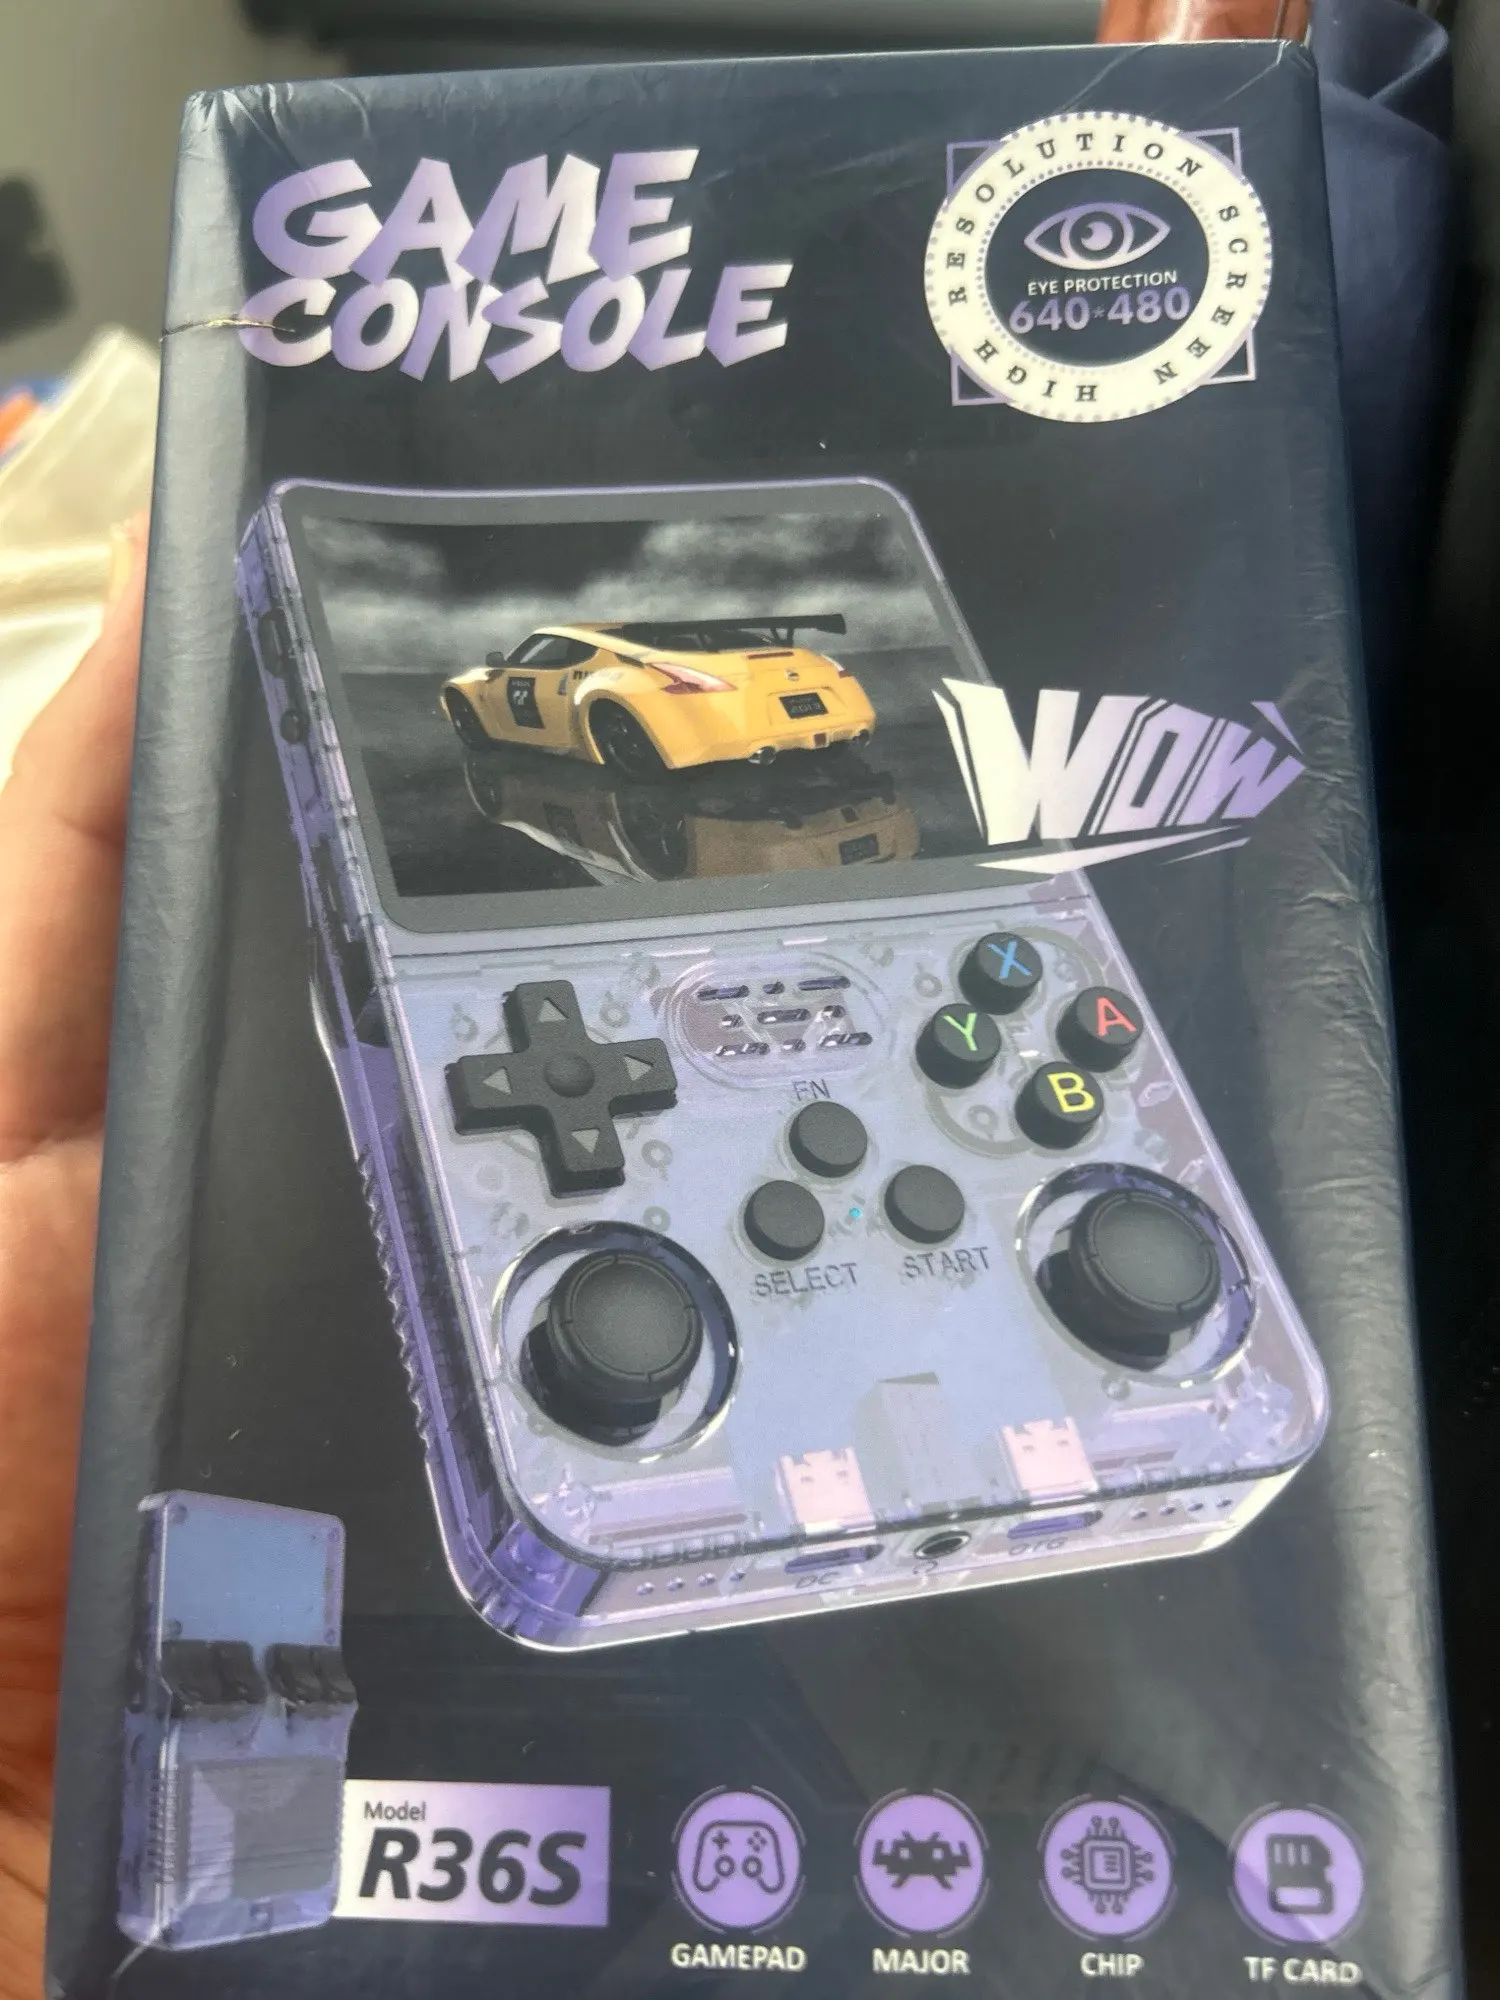 GAME
CONSOLE
HIGH RESOLUTION SCREEN
EYE PROTECTION
640*480
WOW
X
Y
A
B
FN
SELECT
START
DC
OTG
Model
R36S
GAMEPAD
MAJOR
CHIP
TF CARD